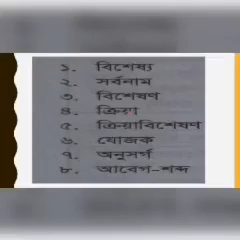 ১. বিশেষ্য
২. সর্বনাম
৩. বিশেষণ
৪. ক্রিয়া
৫. ক্রিয়াবিশেষণ
৬. যোজক
৭. অনুসর্গ
৮. আবেগ-শব্দ